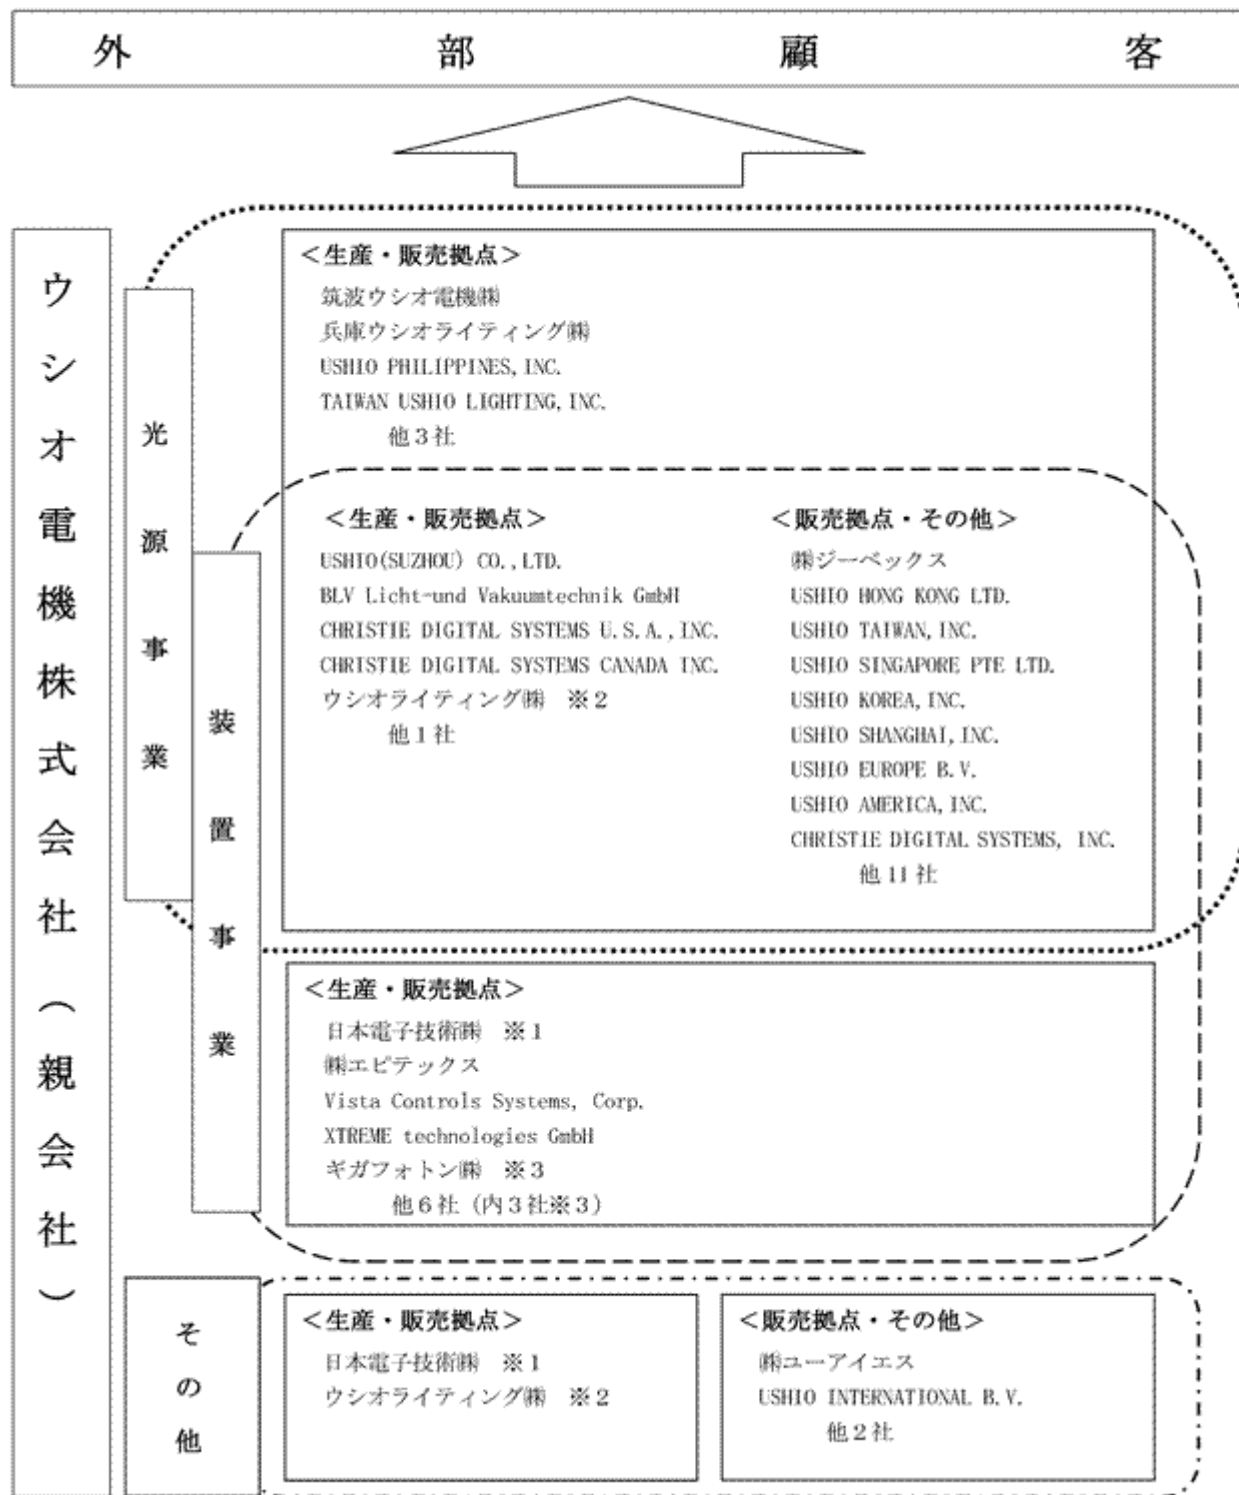 外部顧客
ウシオ電機株式会社（親会社）
光源事業
＜生産・販売拠点＞
筑波ウシオ電機㈱
兵庫ウシオライティング㈱
USHIO PHILIPPINES, INC.
TAIWAN USHIO LIGHTING, INC.
他３社
装置事業
＜生産・販売拠点＞
USHIO(SUZHOU) CO., LTD.
BLV Licht-und Vakuumtechnik GmbH
CHRISTIE DIGITAL SYSTEMS U.S.A., INC.
CHRISTIE DIGITAL SYSTEMS CANADA INC.
ウシオライティング㈱　※２
他１社
＜販売拠点・その他＞
㈱ジーベックス
USHIO HONG KONG LTD.
USHIO TAIWAN, INC.
USHIO SINGAPORE PTE LTD.
USHIO KOREA, INC.
USHIO SHANGHAI, INC.
USHIO EUROPE B.V.
USHIO AMERICA, INC.
CHRISTIE DIGITAL SYSTEMS, INC.
他 11 社
＜生産・販売拠点＞
日本電子技術㈱　※１
㈱エピテックス
Vista Controls Systems, Corp.
XTREME technologies GmbH
ギガフォトン㈱　※３
他６社（内３社※３）
その他
＜生産・販売拠点＞
日本電子技術㈱　※１
ウシオライティング㈱　※２
＜販売拠点・その他＞
㈱ユーアイエス
USHIO INTERNATIONAL B.V.
他２社